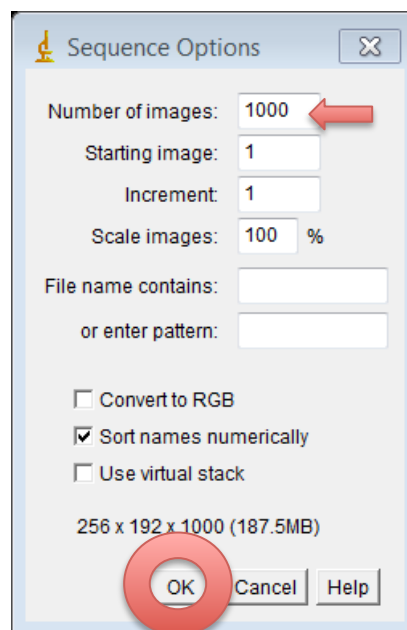 Sequence Options
Number of images: 1000
Starting image: 1
Increment: 1
Scale images: 100 %
File name contains:
or enter pattern:
Convert to RGB
Sort names numerically
Use virtual stack
256 x 192 x 1000 (187.5MB)
OK Cancel Help